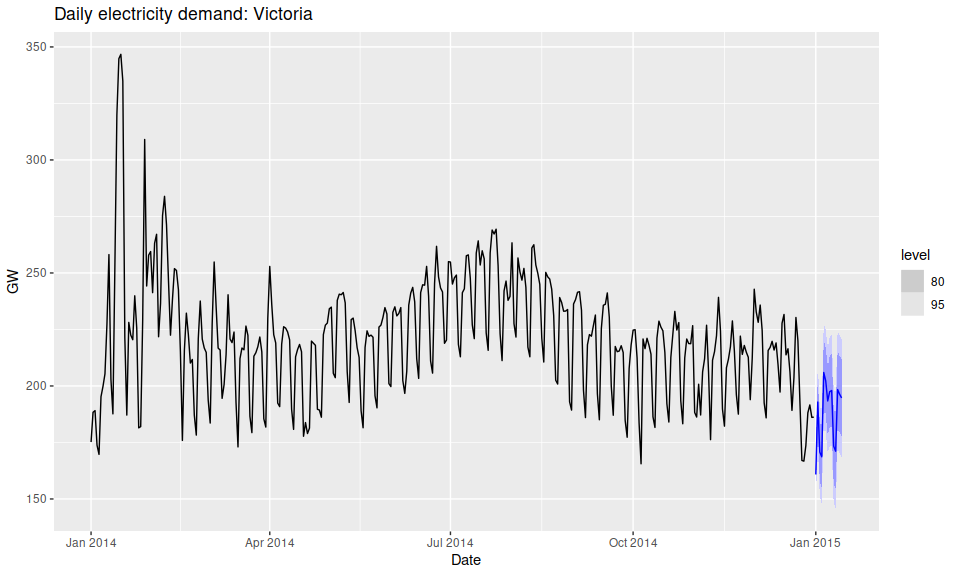 Daily electricity demand: Victoria
350
300
250
200
150
GW
Jan 2014
Apr 2014
Jul 2014
Oct 2014
Jan 2015
Date
level
80
95